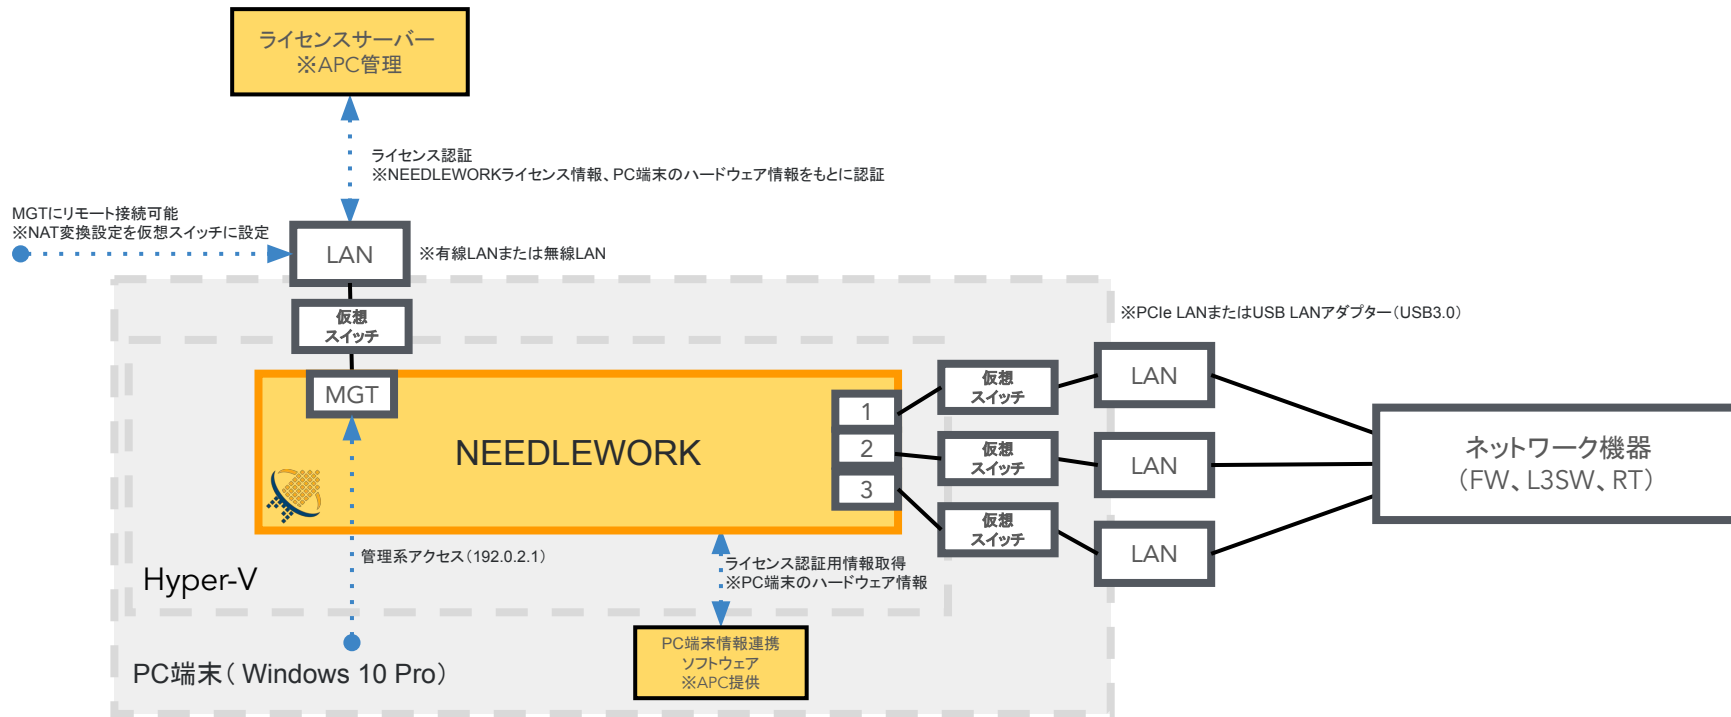 ライセンスサーバー
※APC管理
ライセンス認証
※NEEDLEWORKライセンス情報、PC端末のハードウェア情報をもとに認証
MGTにリモート接続可能
※NAT変換設定を仮想スイッチに設定
LAN
※有線LANまたは無線LAN
仮想
スイッチ
※PCIe LANまたはUSB LANアダプター（USB3.0）
MGT
NEEDLEWORK
1
2
3
仮想
スイッチ
仮想
スイッチ
仮想
スイッチ
LAN
LAN
LAN
ネットワーク機器
（FW、L3SW、RT）
管理系アクセス（192.0.2.1）
ライセンス認証用情報取得
※PC端末のハードウェア情報
Hyper-V
PC端末情報連携
ソフトウェア
※APC提供
PC端末（ Windows 10 Pro）